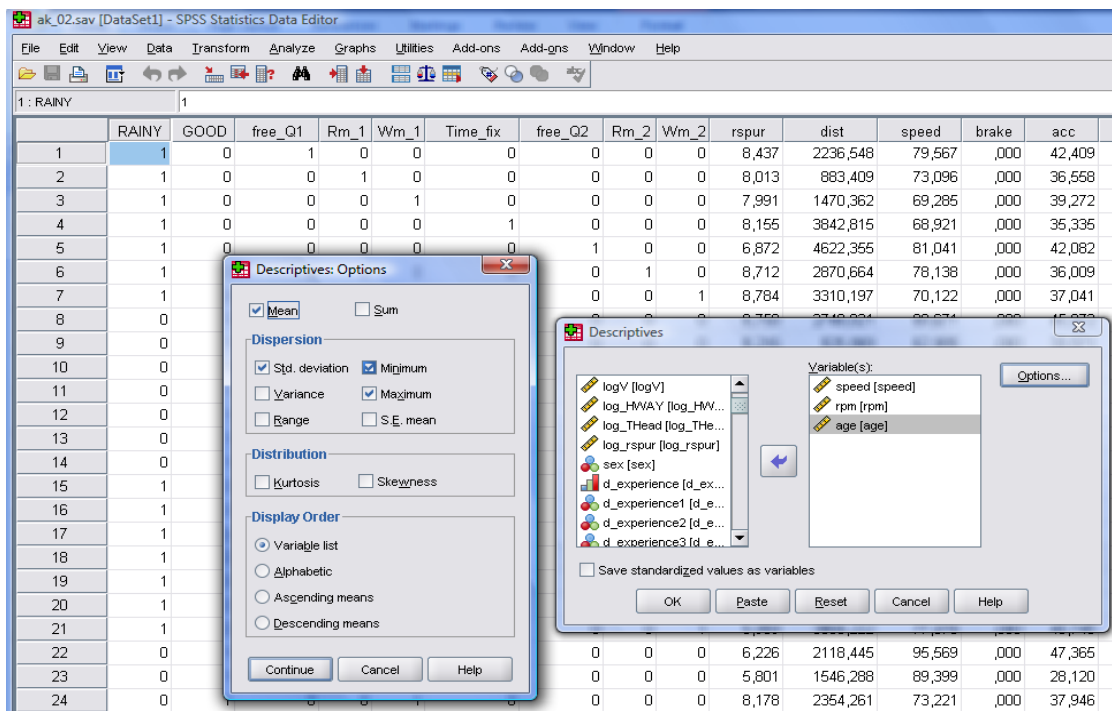 ak_02.sav [DataSet1] - SPSS Statistics Data Editor
File Edit View Data Transform Analyze Graphs Utilities Add-ons Add-ons Window Help
1 : RAINY 1
RAINY GOOD free_Q1 Rm_1 Wm_1 Time_fix free_Q2 Rm_2 Wm_2 rspur dist speed brake acc
1 1 0 1 0 0 0 0 0 0 8,437 2236,548 79,567 ,000 42,409
2 1 0 0 1 0 0 0 0 0 8,013 883,409 73,096 ,000 36,558
3 1 0 0 0 1 0 0 0 0 7,991 1470,362 69,285 ,000 39,272
4 1 0 0 0 0 1 0 0 0 8,155 3842,815 68,921 ,000 35,335
5 1 0 0 0 0 0 1 0 0 6,872 4622,355 81,041 ,000 42,082
6 1 0 1 0 8,712 2870,664 78,138 ,000 36,009
7 1 0 0 1 8,784 3310,197 70,122 ,000 37,041
8 0
9 0
10 0
11 0
12 0
13 0
14 0
15 1
16 1
17 1
18 1
19 1
20 1
21 1
22 0 0 0 0 6,226 2118,445 95,569 ,000 47,365
23 0 0 0 0 5,801 1546,288 89,399 ,000 28,120
24 0 0 0 0 8,178 2354,261 73,221 ,000 37,946
Descriptives: Options
Mean Sum
Dispersion
Std. deviation Minimum
Variance Maximum
Range S.E. mean
Distribution
Kurtosis Skewness
Display Order
Variable list
Alphabetic
Ascending means
Descending means
Continue Cancel Help
Descriptives
Variable(s):
logV [logV]
log_HWAY [log_HW...
log_THead [log_THe...
log_rspur [log_rspur]
sex [sex]
d_experience [d_ex...
d_experience1 [d_e...
d_experience2 [d_e...
d_experience3 [d_e...
speed [speed]
rpm [rpm]
age [age]
Options...
Save standardized values as variables
OK Paste Reset Cancel Help